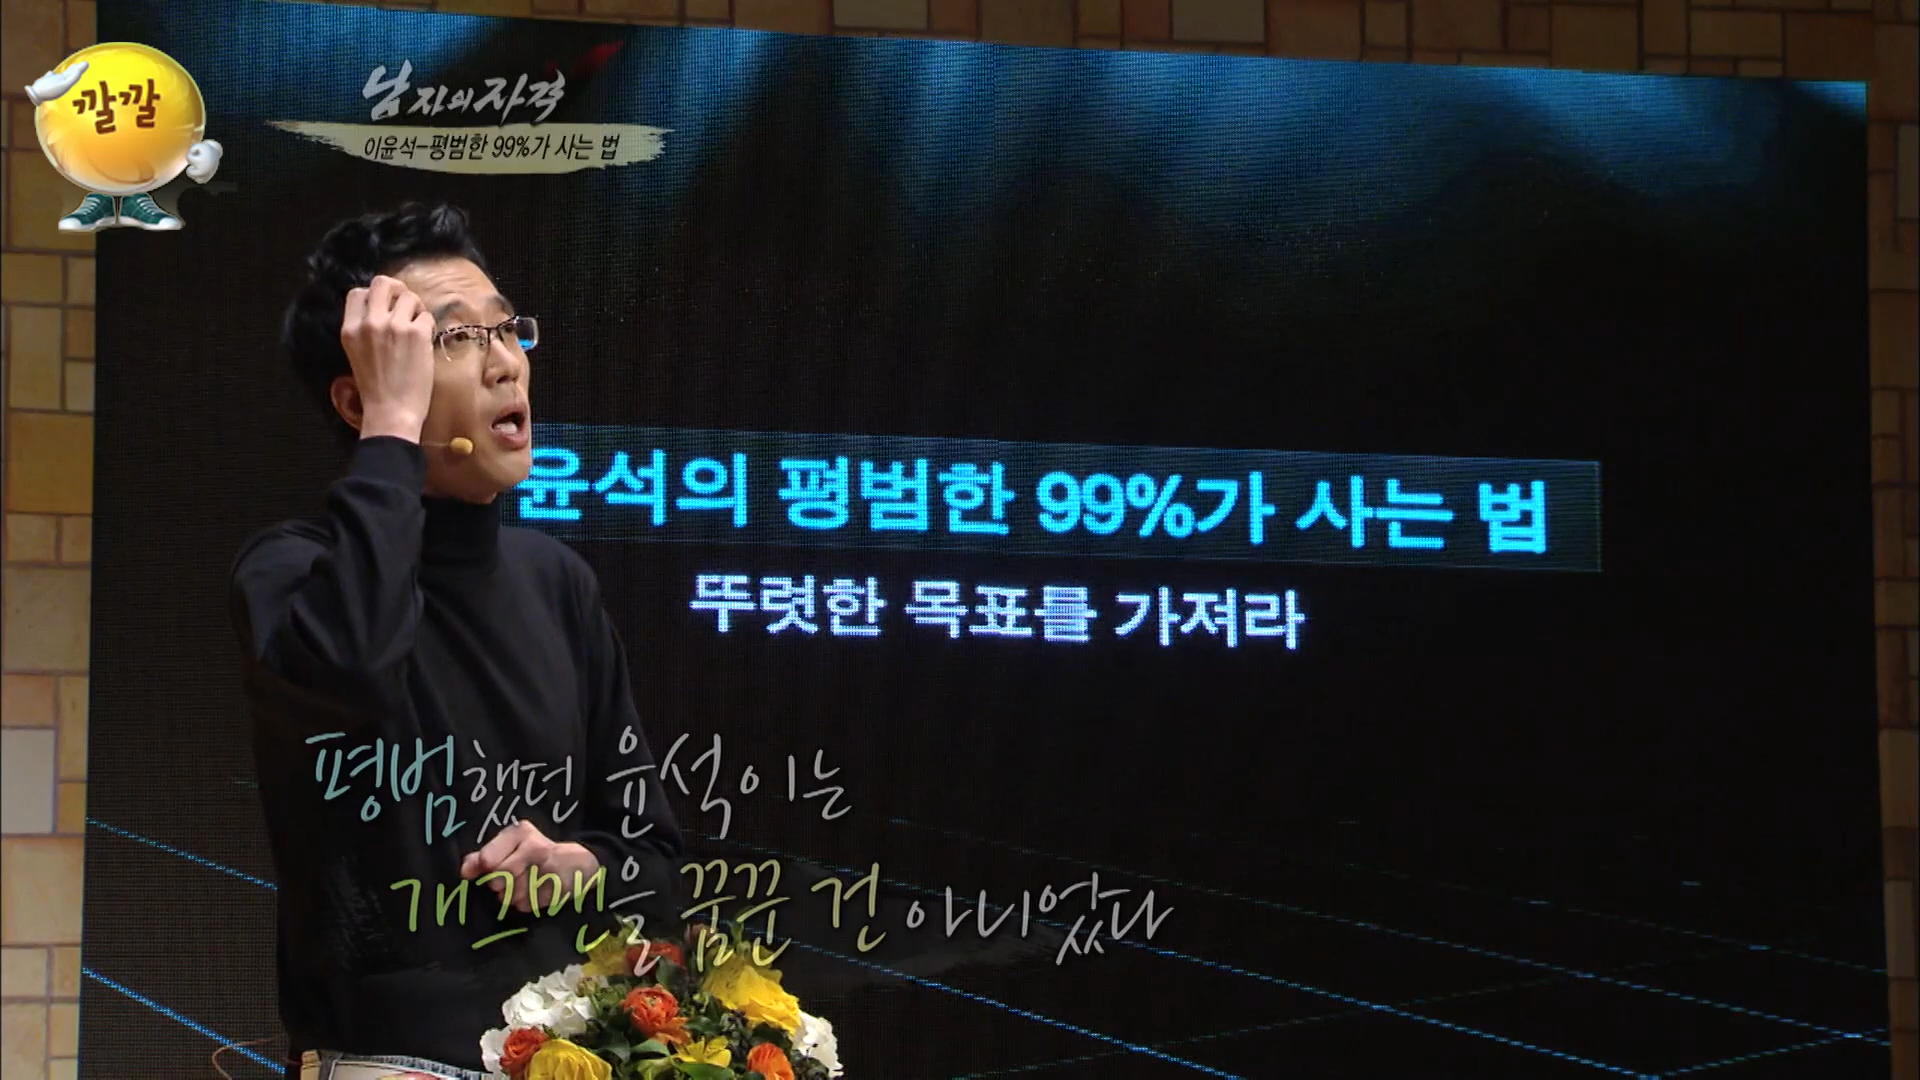 깔깔
남자의 자격
이윤석-평범한 99%가 사는 법
윤석의 평범한 99%가 사는 법
뚜렷한 목표를 가져라
평범했던 윤석이는
개그맨을 꿈꾼 건 아니었다